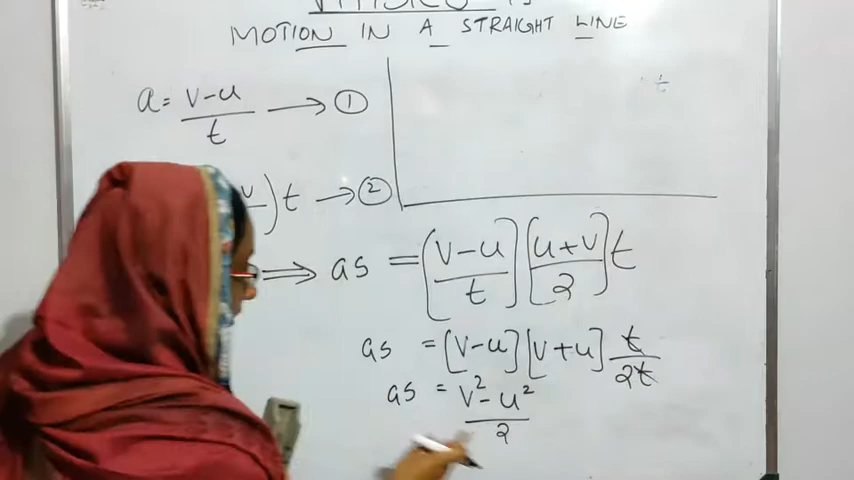 MOTION IN A STRAIGHT LINE
a = (v-u)/t → ①
)t → ②
⇒ as = [(v-u)/t] [(u+v)/2] t
as = [v-u] [v+u] t/2t
as = (v²-u²)/2